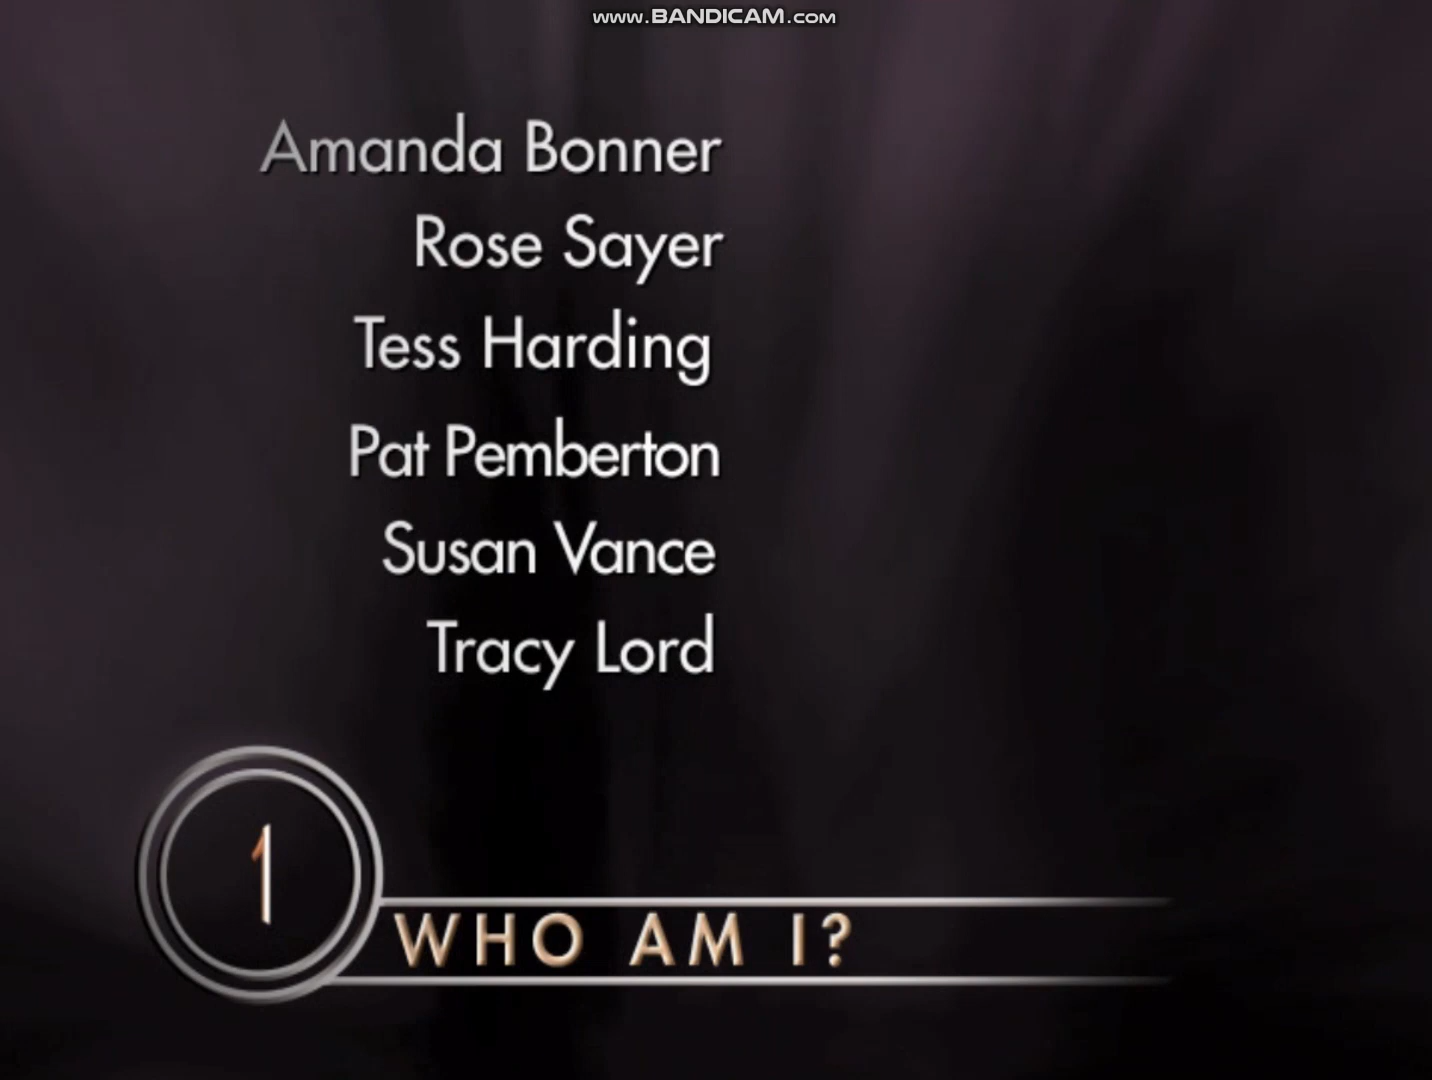 www.BANDICAM.com
Amanda Bonner
Rose Sayer
Tess Harding
Pat Pemberton
Susan Vance
Tracy Lord
1
WHO AM I?